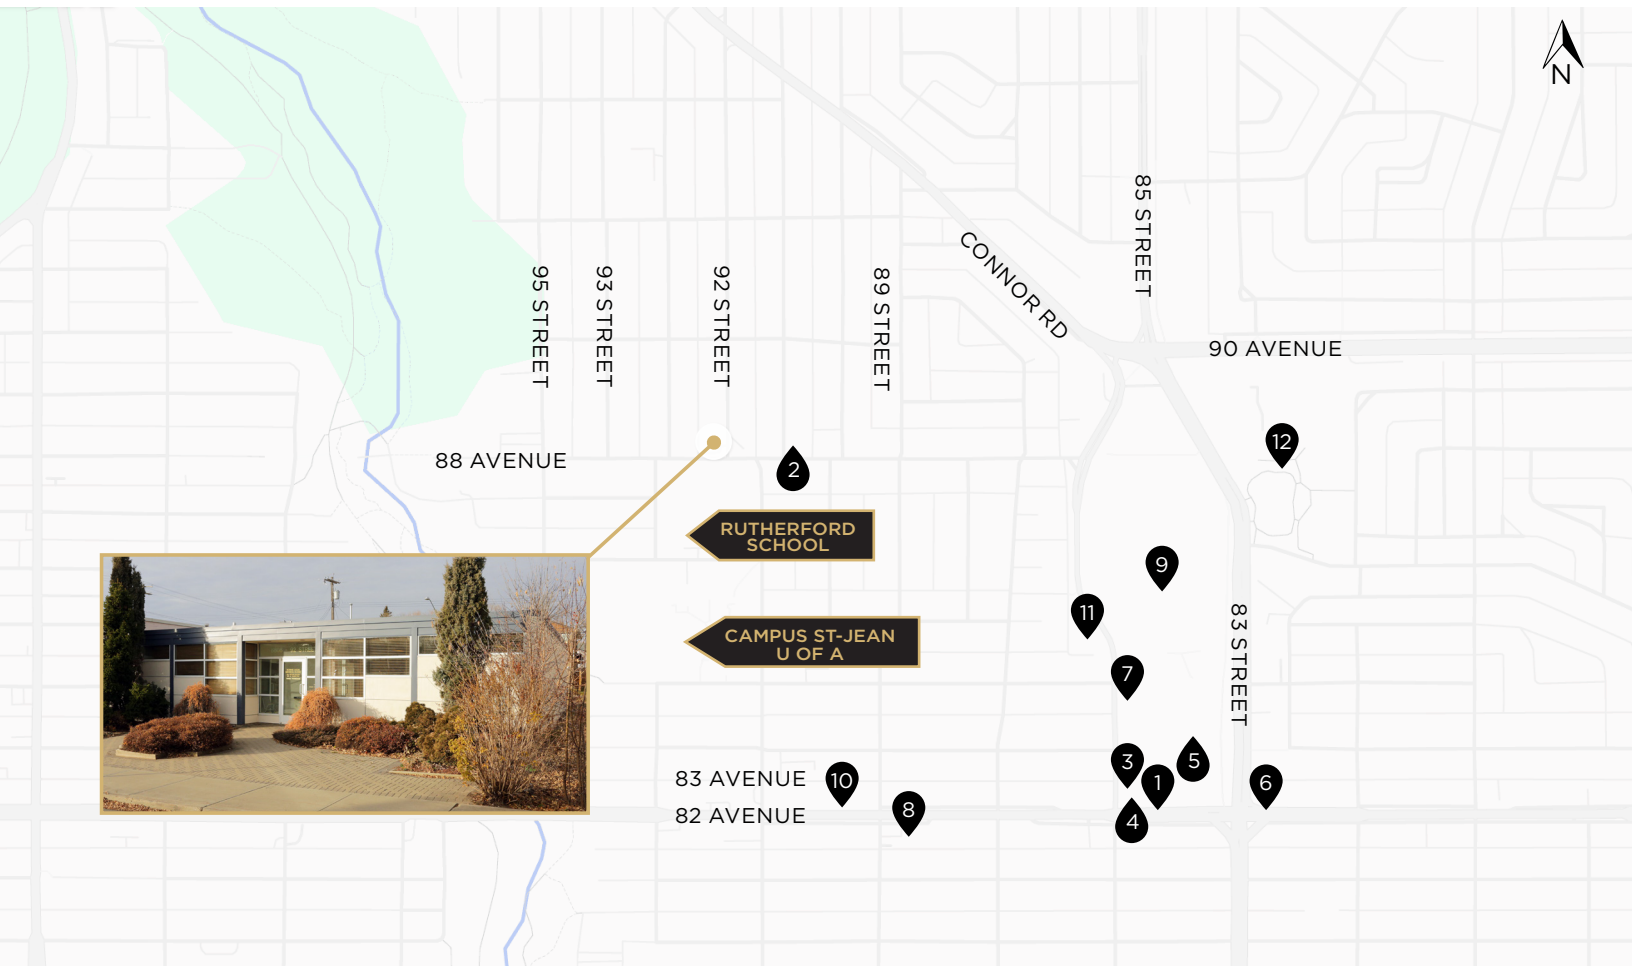 N
85 STREET
CONNOR RD
95 STREET
93 STREET
92 STREET
89 STREET
90 AVENUE
12
88 AVENUE
2
RUTHERFORD
SCHOOL
9
11
83 STREET
CAMPUS ST-JEAN
U OF A
7
3
5
1
6
83 AVENUE
10
82 AVENUE
8
4